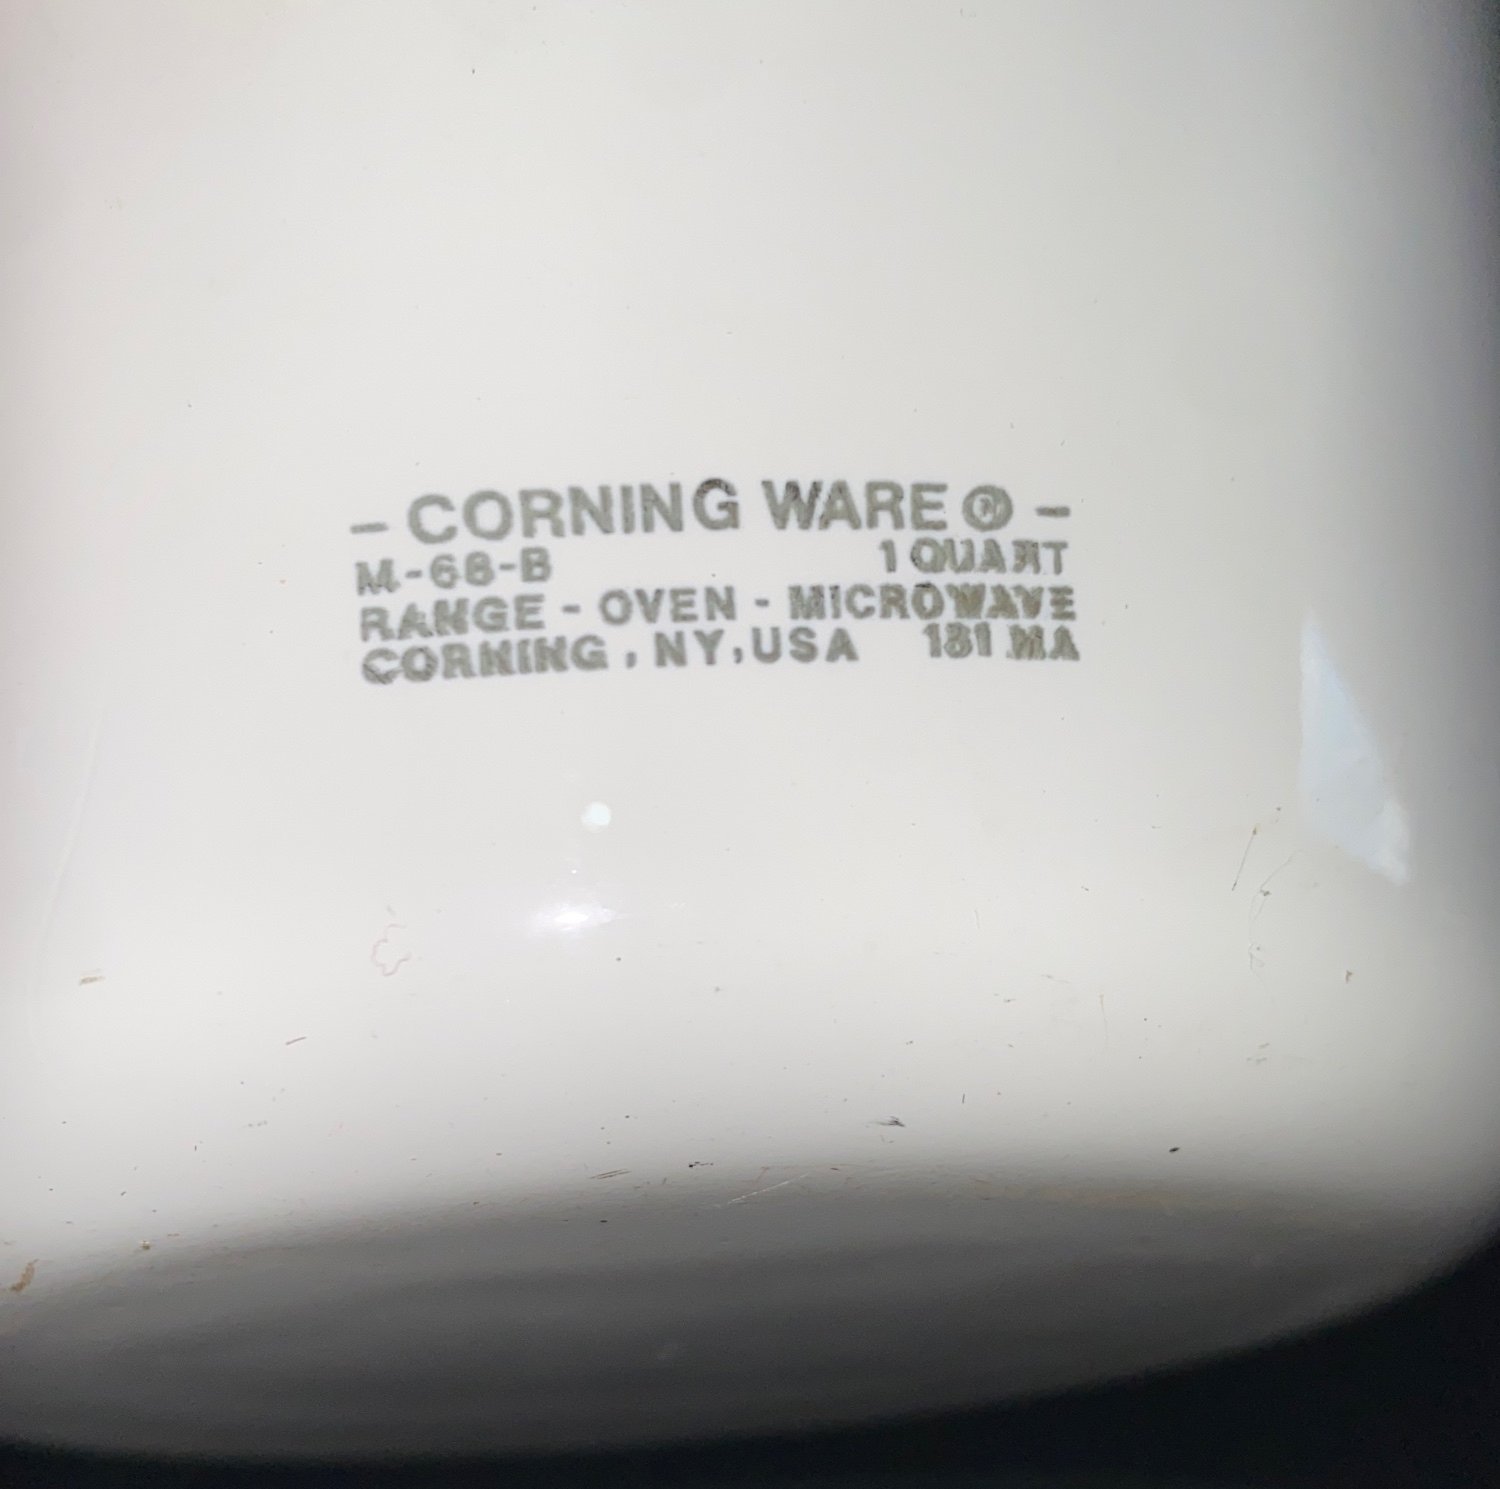 - CORNING WARE ® -
M-68-B 1 QUART
RANGE - OVEN - MICROWAVE
CORNING, NY, USA 181 MA